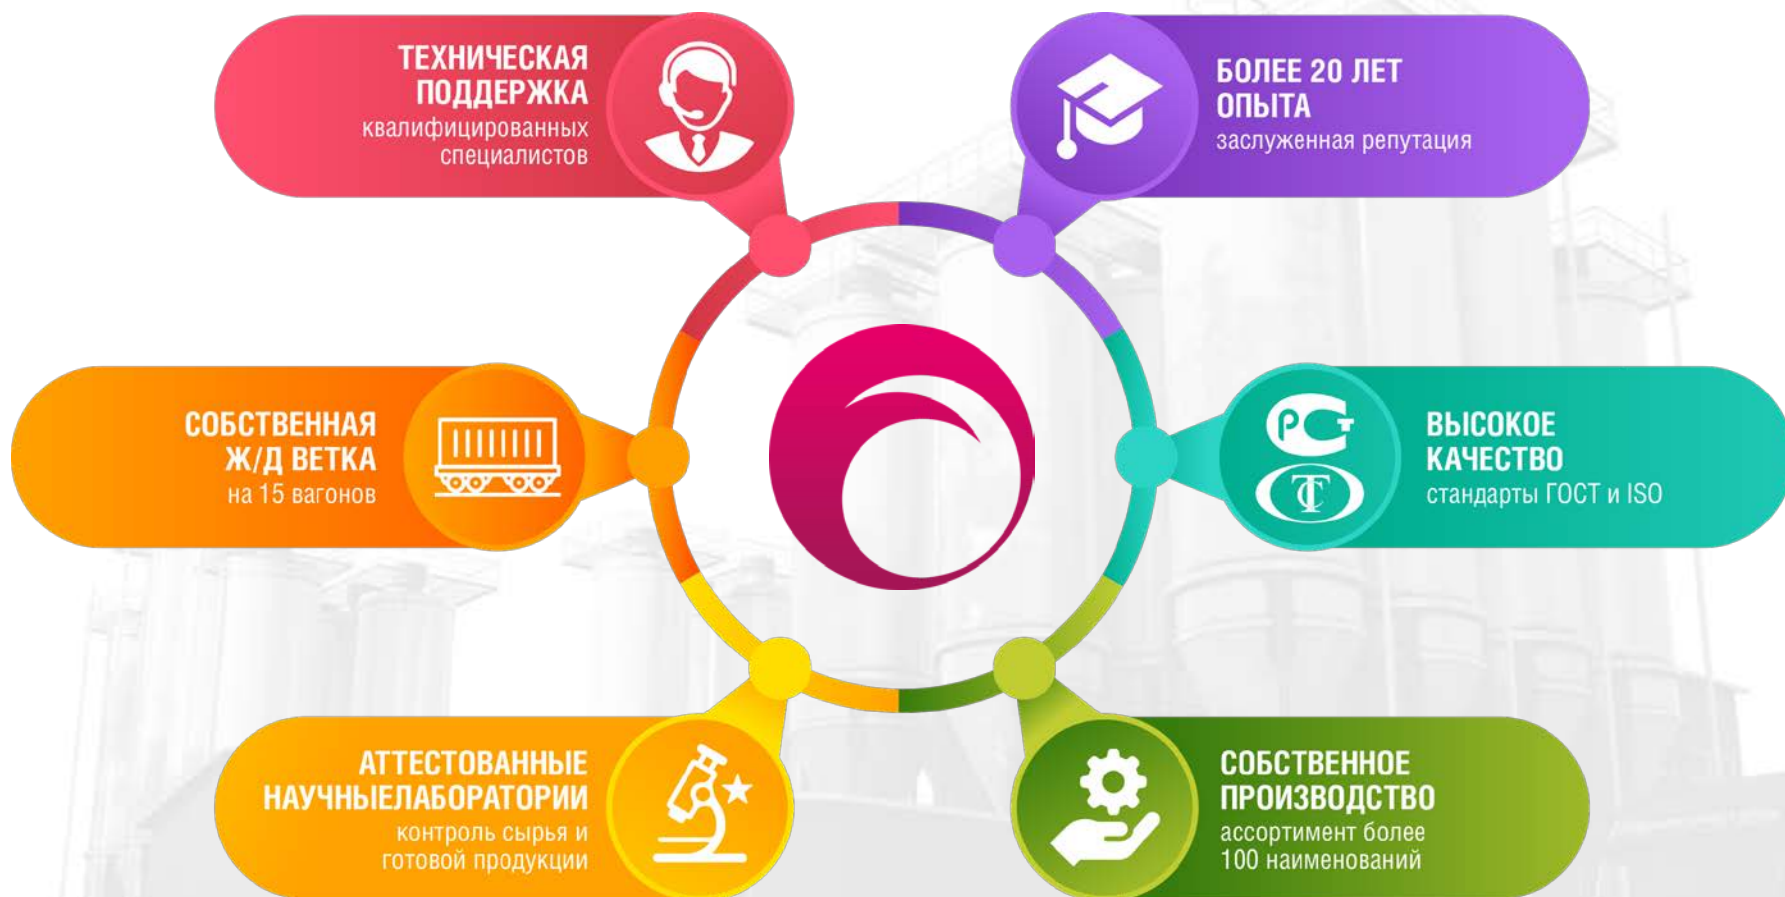 ТЕХНИЧЕСКАЯ
ПОДДЕРЖКА
квалифицированных
специалистов
БОЛЕЕ 20 ЛЕТ
ОПЫТА
заслуженная репутация
СОБСТВЕННАЯ
Ж/Д ВЕТКА
на 15 вагонов
ВЫСОКОЕ
КАЧЕСТВО
стандарты ГОСТ и ISO
АТТЕСТОВАННЫЕ
НАУЧНЫЕЛАБОРАТОРИИ
контроль сырья и
готовой продукции
СОБСТВЕННОЕ
ПРОИЗВОДСТВО
ассортимент более
100 наименований